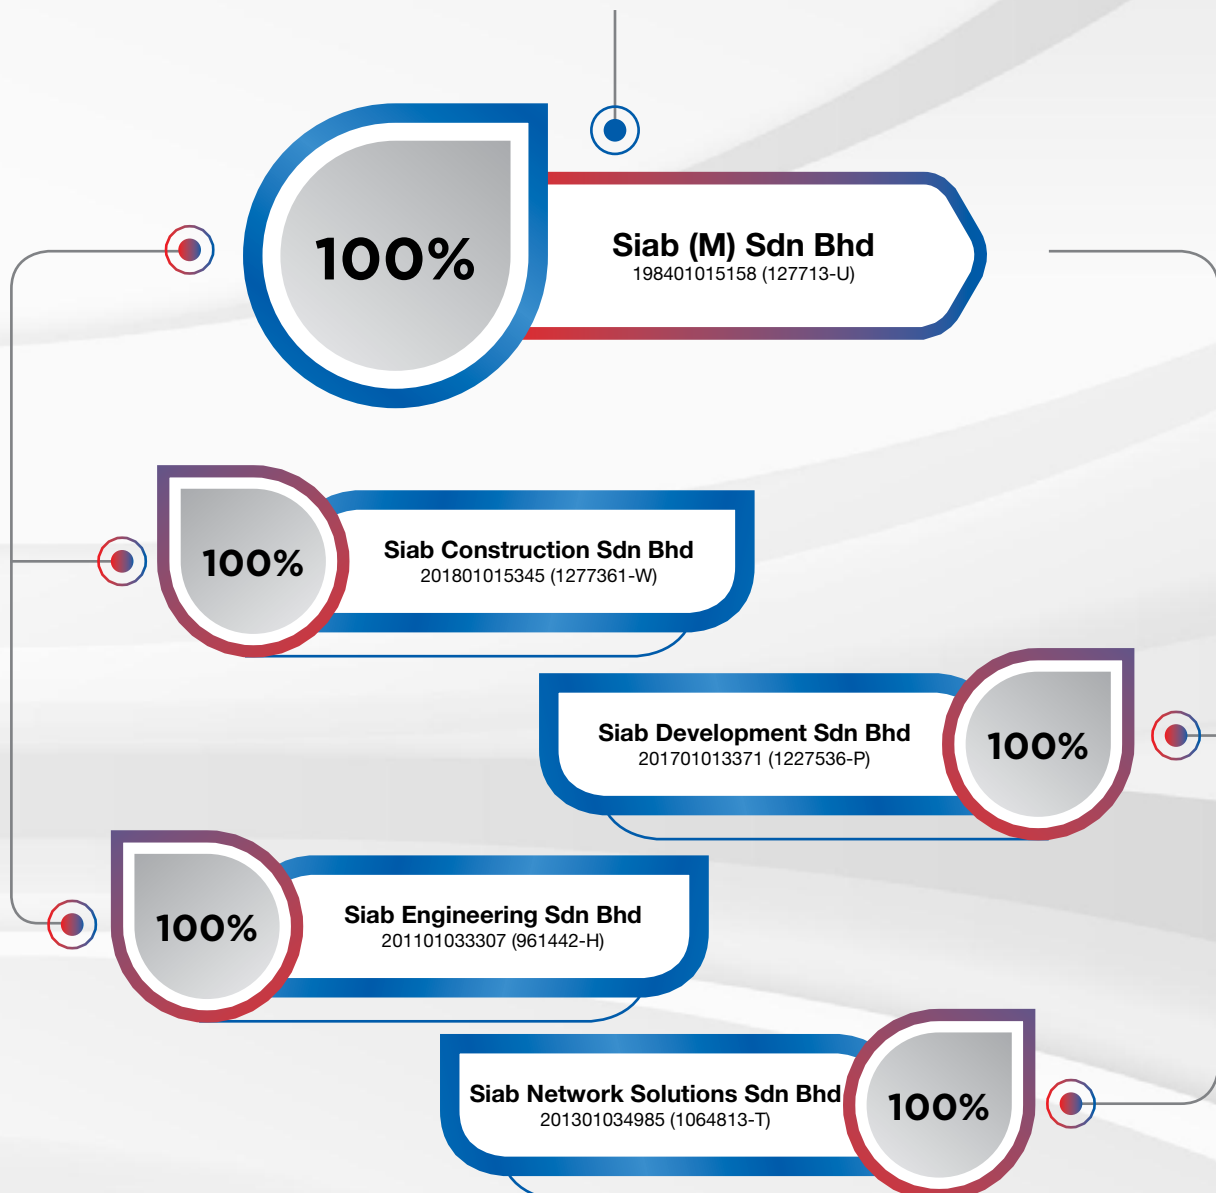 100%
Siab (M) Sdn Bhd
198401015158 (127713-U)
100%
Siab Construction Sdn Bhd
201801015345 (1277361-W)
Siab Development Sdn Bhd
201701013371 (1227536-P)
100%
100%
Siab Engineering Sdn Bhd
201101033307 (961442-H)
Siab Network Solutions Sdn Bhd
201301034985 (1064813-T)
100%